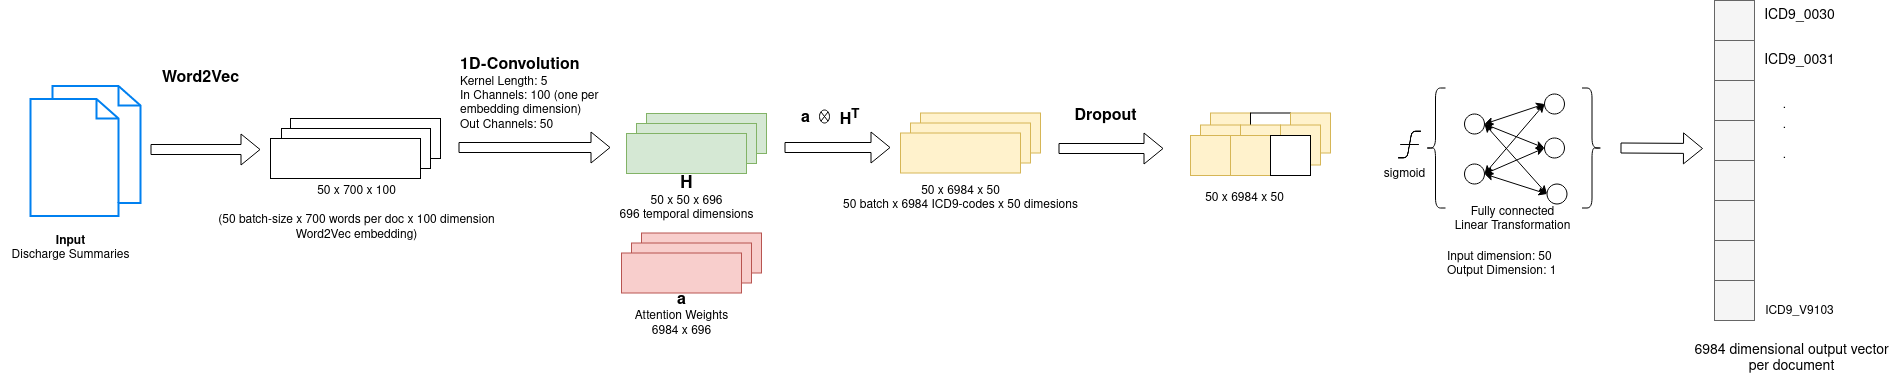 Input
Discharge Summaries
Word2Vec
50 x 700 x 100
(50 batch-size x 700 words per doc x 100 dimension
Word2Vec embedding)
1D-Convolution
Kernel Length: 5
In Channels: 100 (one per
embedding dimension)
Out Channels: 50
H
50 x 50 x 696
696 temporal dimensions
a
Attention Weights
6984 x 696
a ⊗ Hᵀ
50 x 6984 x 50
50 batch x 6984 ICD9-codes x 50 dimesions
Dropout
50 x 6984 x 50
sigmoid
Fully connected
Linear Transformation
Input dimension: 50
Output Dimension: 1
ICD9_0030
ICD9_0031
.
.
.
ICD9_V9103
6984 dimensional output vector
per document